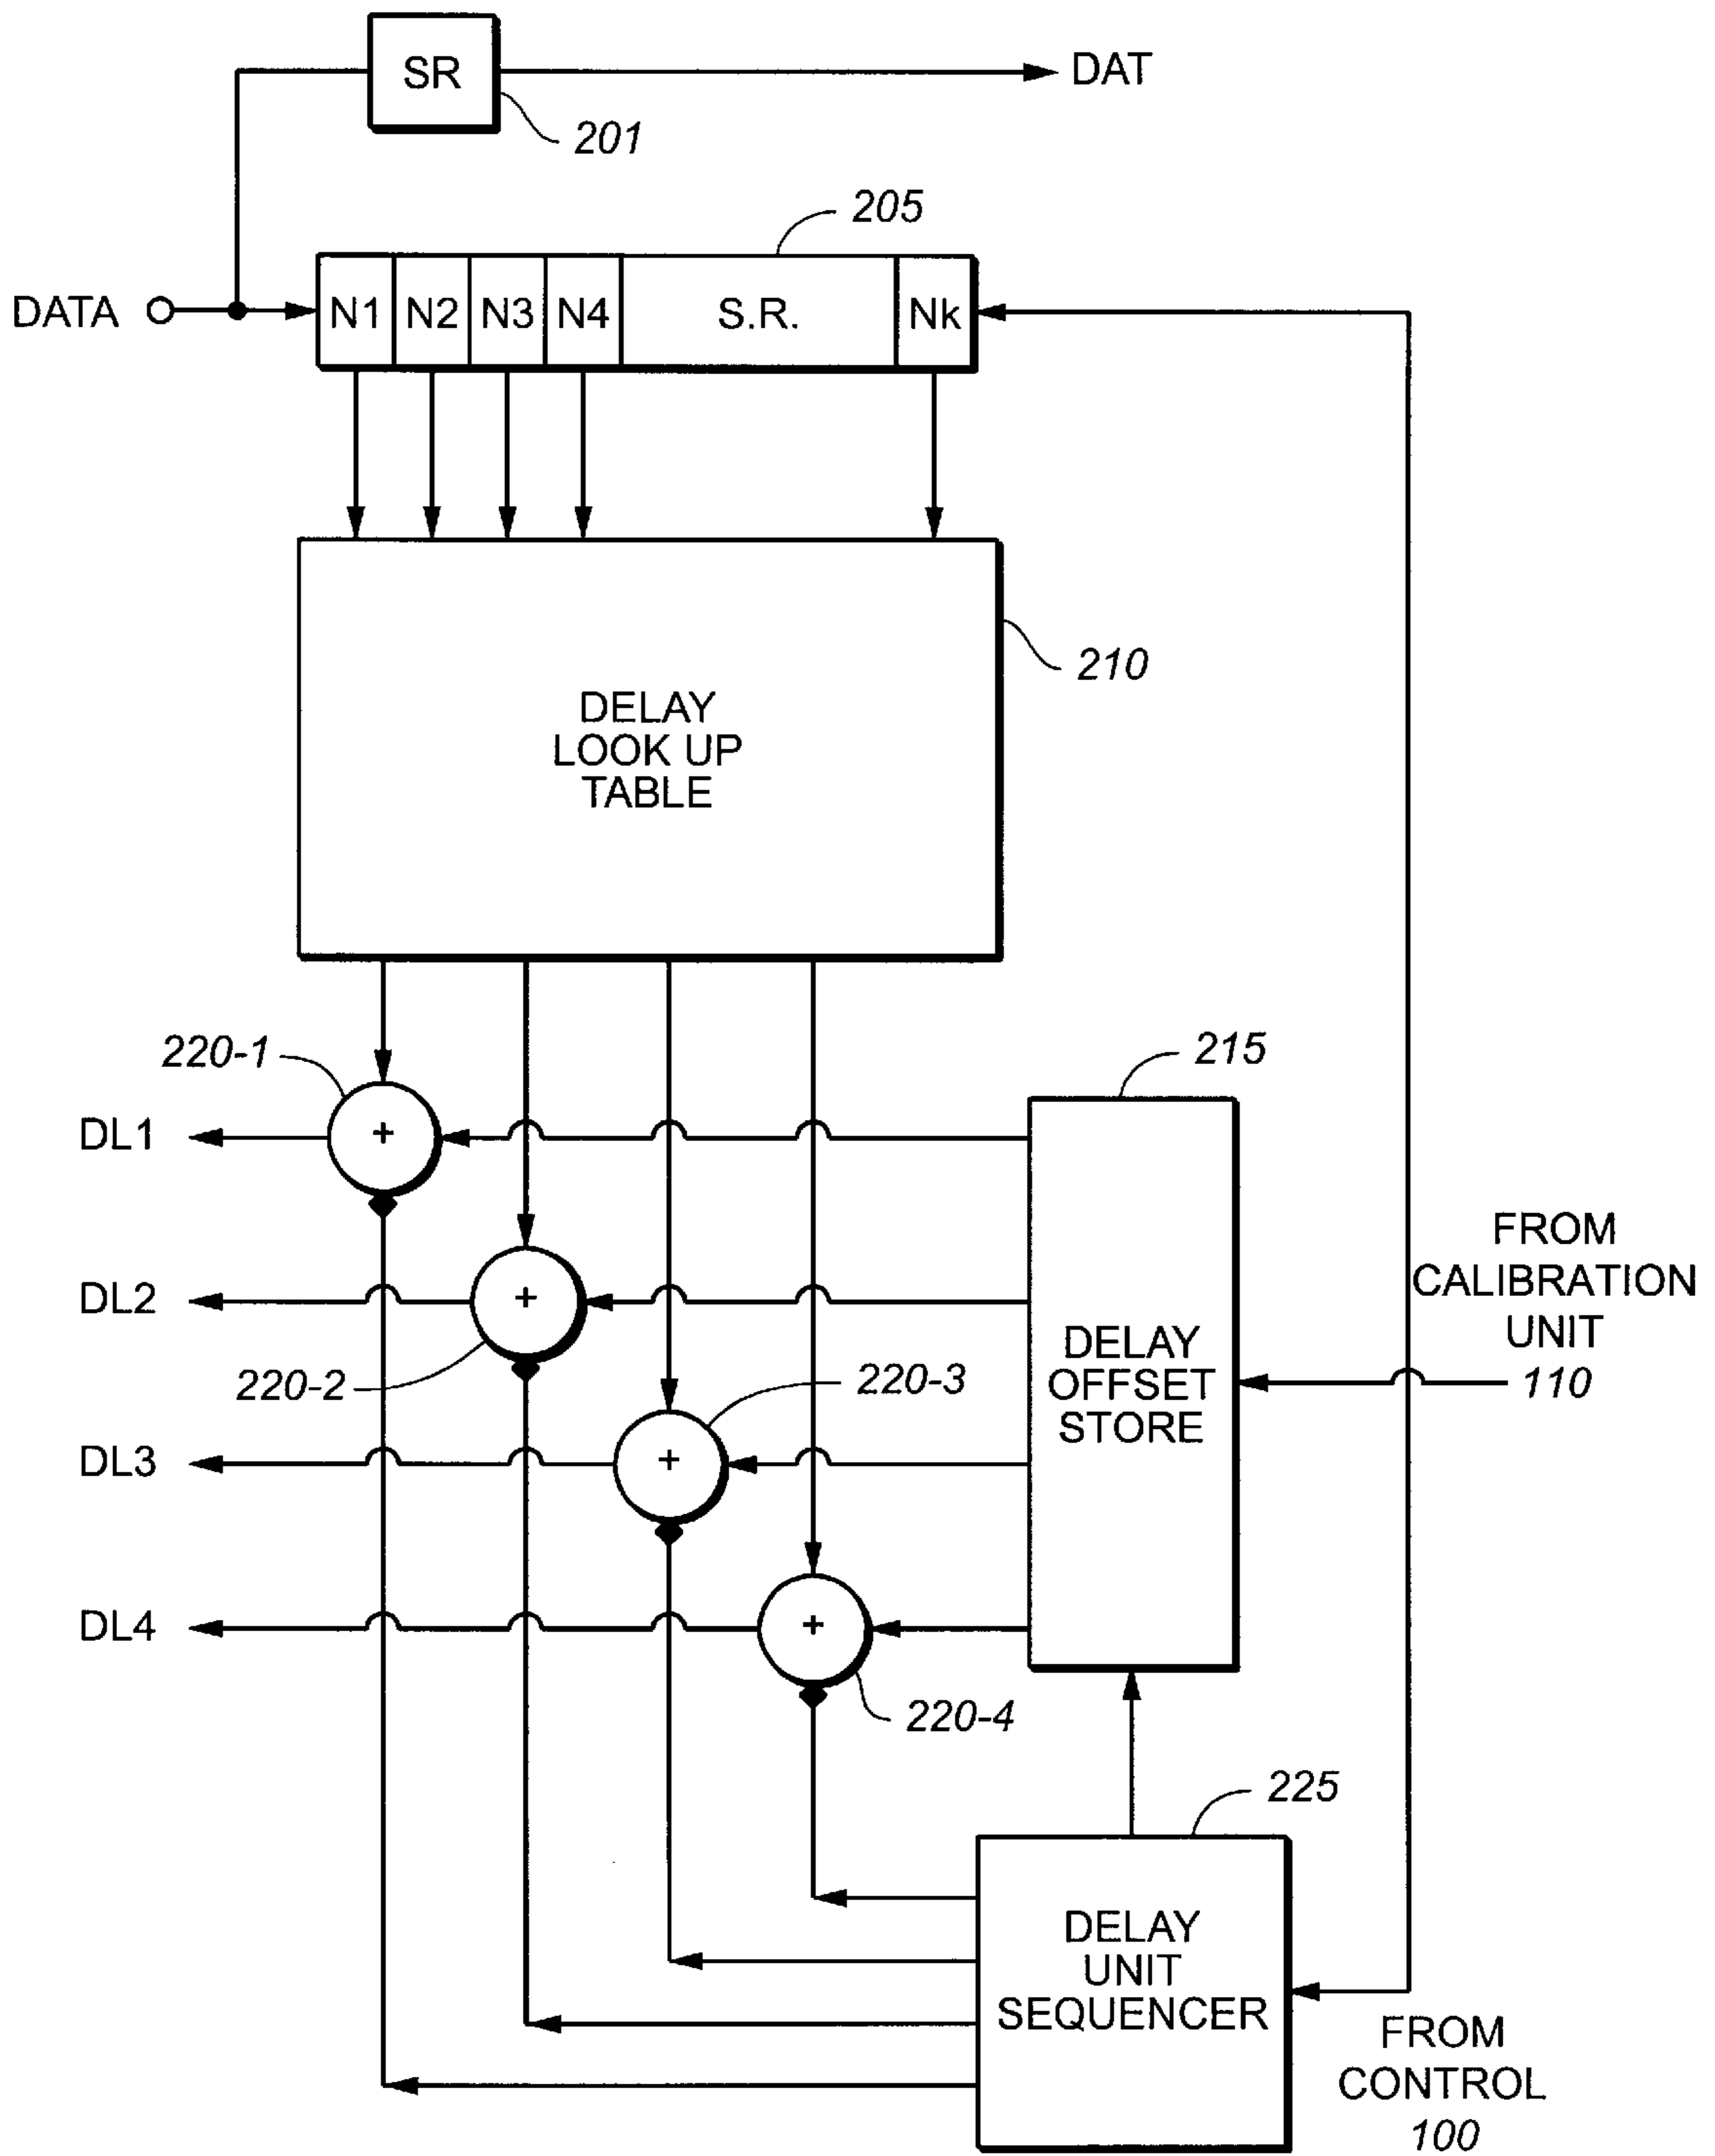 SR
DAT
201
205
DATA
N1 N2 N3 N4 S.R. Nk
210
DELAY
LOOK UP
TABLE
220-1
215
DL1
+
FROM
CALIBRATION
UNIT
110
DL2
+
220-2
DELAY
OFFSET
STORE
220-3
DL3
+
DL4
+
220-4
225
DELAY
UNIT
SEQUENCER
FROM
CONTROL
100